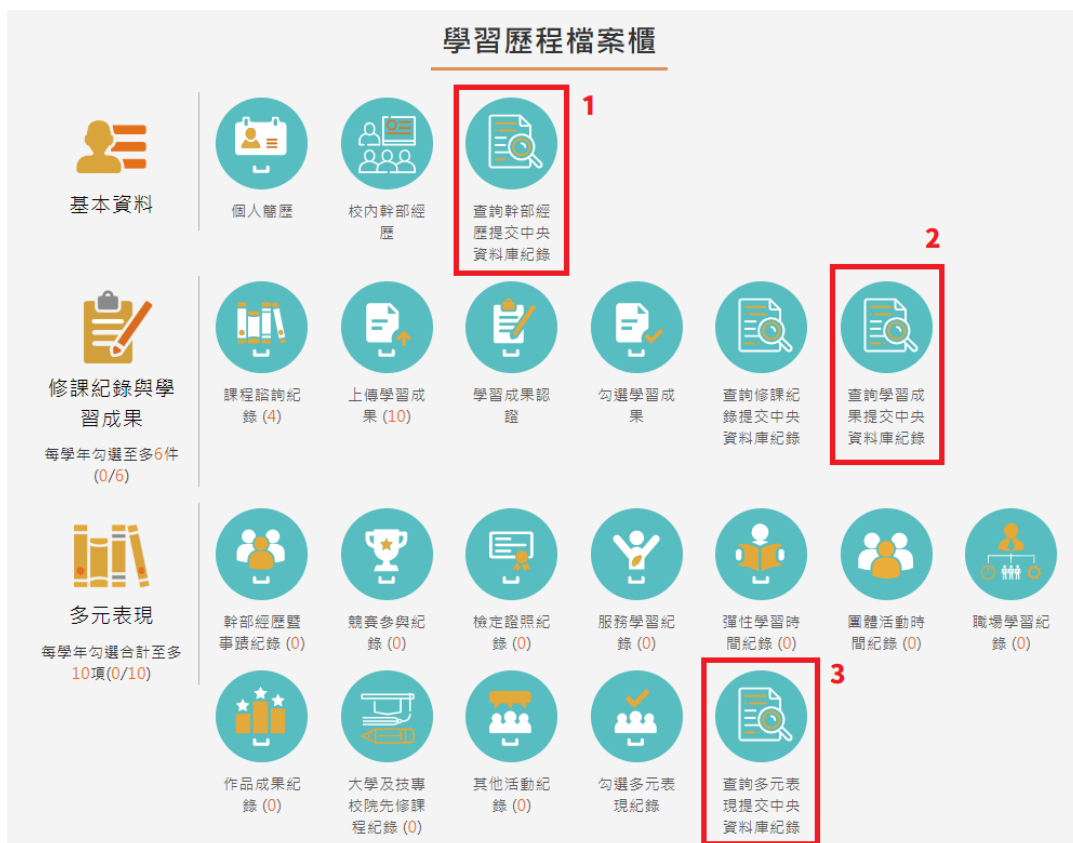 學習歷程檔案櫃
1
基本資料
個人簡歷
校內幹部經
歷
查詢幹部經
歷提交中央
資料庫紀錄
2
修課紀錄與學
習成果
每學年勾選至多6件
(0/6)
課程諮詢紀
錄 (4)
上傳學習成
果 (10)
學習成果認
證
勾選學習成
果
查詢修課紀
錄提交中央
資料庫紀錄
查詢學習成
果提交中央
資料庫紀錄
多元表現
每學年勾選合計至多
10項(0/10)
幹部經歷暨
事蹟紀錄 (0)
競賽參與紀
錄 (0)
檢定證照紀
錄 (0)
服務學習紀
錄 (0)
彈性學習時
間紀錄 (0)
團體活動時
間紀錄 (0)
職場學習紀
錄 (0)
3
作品成果紀
錄 (0)
大學及技專
校院先修課
程紀錄 (0)
其他活動紀
錄 (0)
勾選多元表
現紀錄
查詢多元表
現提交中央
資料庫紀錄